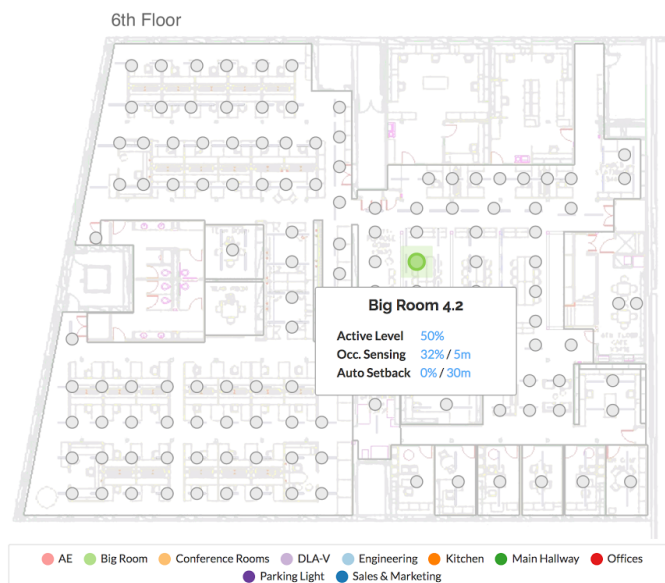 6th Floor
Big Room 4.2
Active Level 50%
Occ. Sensing 32% / 5m
Auto Setback 0% / 30m
AE Big Room Conference Rooms DLA-V Engineering Kitchen Main Hallway Offices
Parking Light Sales & Marketing